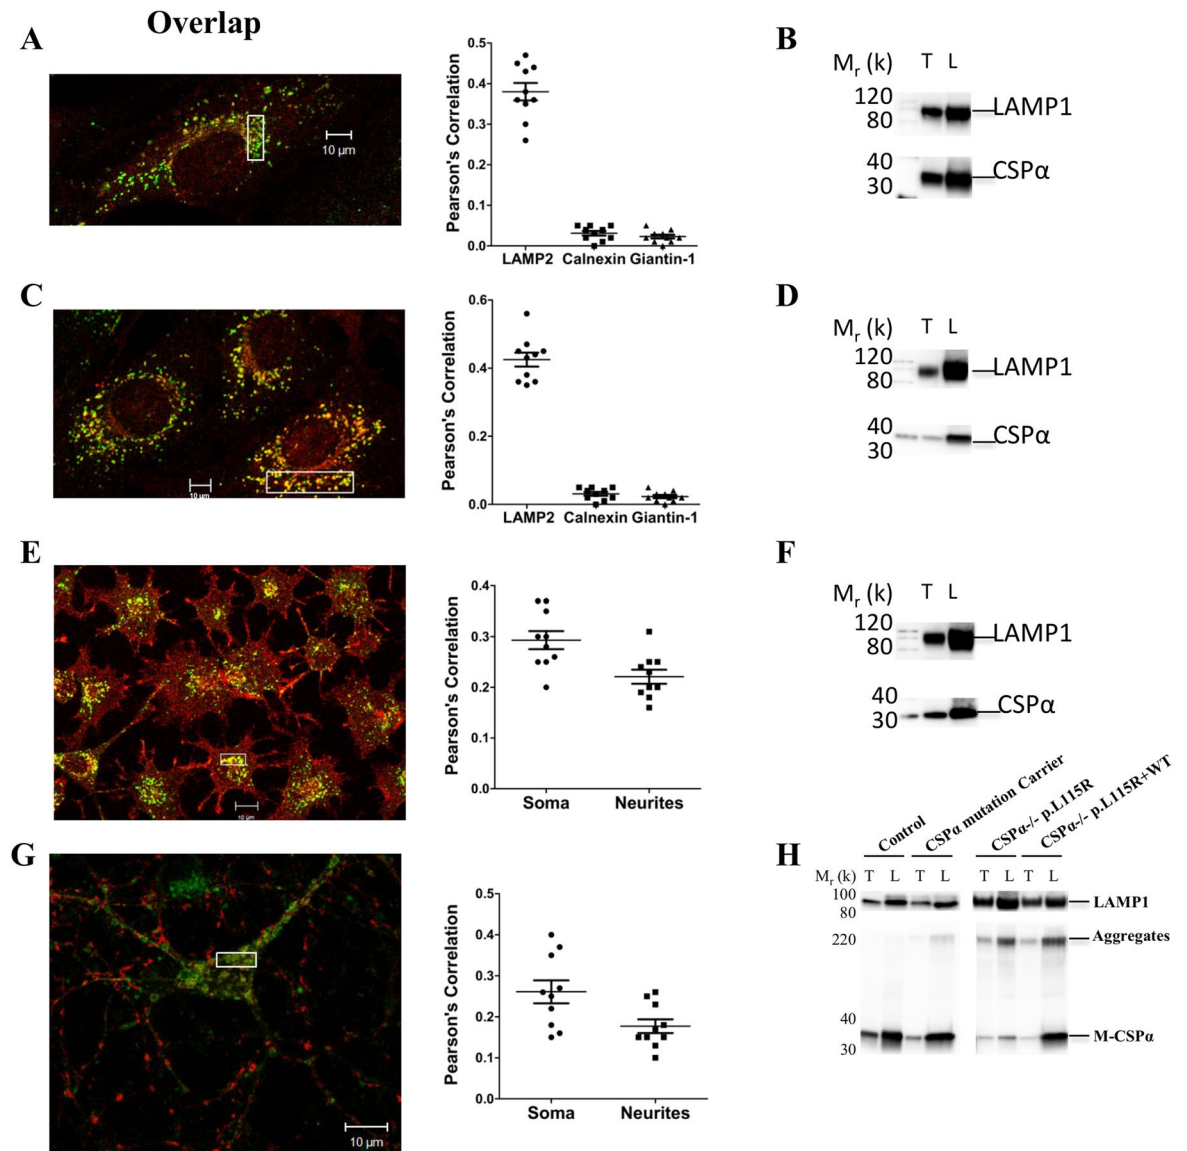 Overlap
A
10 µm
Pearson's Correlation
0.5
0.4
0.3
0.2
0.1
0.0
LAMP2 Calnexin Giantin-1
B
Mr (k) T L
120
80
LAMP1
40
30
CSPα
C
10 µm
Pearson's Correlation
0.6
0.4
0.2
0.0
LAMP2 Calnexin Giantin-1
D
Mr (k) T L
120
80
LAMP1
40
30
CSPα
E
10 µm
Pearson's Correlation
0.4
0.3
0.2
0.1
0.0
Soma Neurites
F
Mr (k) T L
120
80
LAMP1
40
30
CSPα
G
10 µm
Pearson's Correlation
0.5
0.4
0.3
0.2
0.1
0.0
Soma Neurites
H
Control
CSPα mutation Carrier
CSPα-/- p.L115R
CSPα-/- p.L115R+WT
Mr (k) T L T L T L T L
100
80
LAMP1
220
Aggregates
40
30
M-CSPα